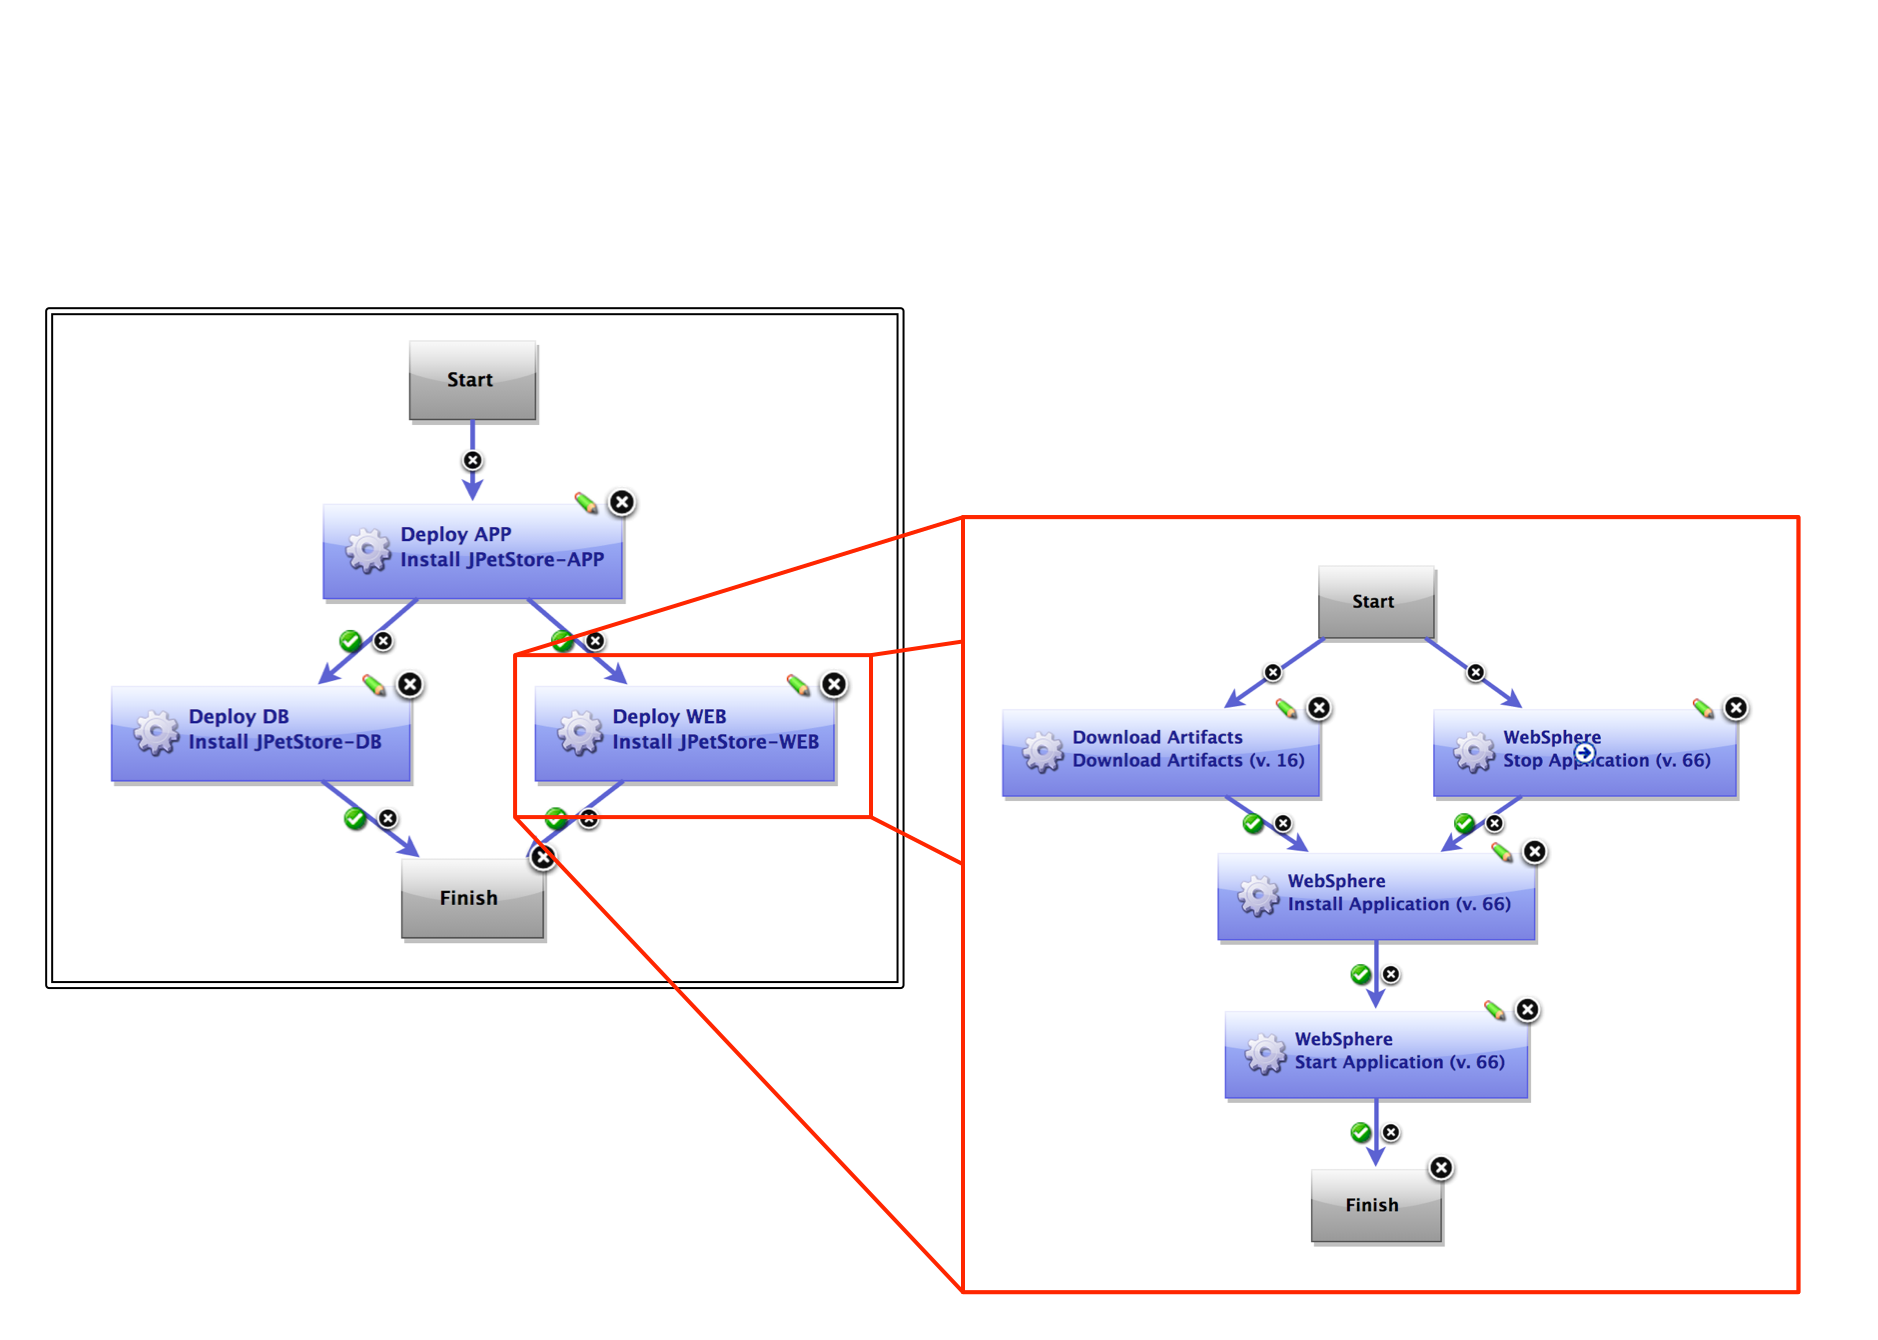 Start
Deploy APP
Install JPetStore-APP
Deploy DB
Install JPetStore-DB
Deploy WEB
Install JPetStore-WEB
Finish
Start
Download Artifacts
Download Artifacts (v. 16)
WebSphere
Stop Application (v. 66)
WebSphere
Install Application (v. 66)
WebSphere
Start Application (v. 66)
Finish